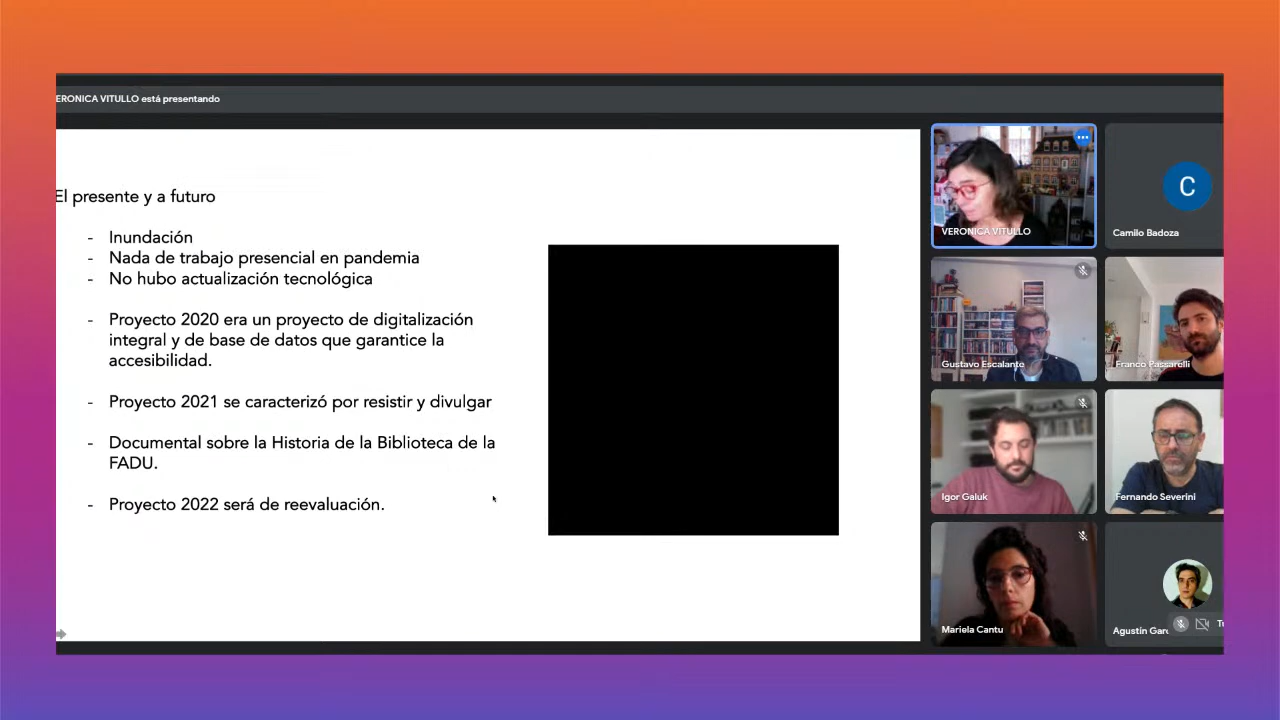 ERONICA VITULLO está presentando
El presente y a futuro
- Inundación
- Nada de trabajo presencial en pandemia
- No hubo actualización tecnológica
- Proyecto 2020 era un proyecto de digitalización
integral y de base de datos que garantice la
accesibilidad.
- Proyecto 2021 se caracterizó por resistir y divulgar
- Documental sobre la Historia de la Biblioteca de la
FADU.
- Proyecto 2022 será de reevaluación.
VERONICA VITULLO
C
Camilo Badoza
Gustavo Escalante
Franco Passarelli
Igor Galuk
Fernando Severini
Mariela Cantu
Agustín Garc